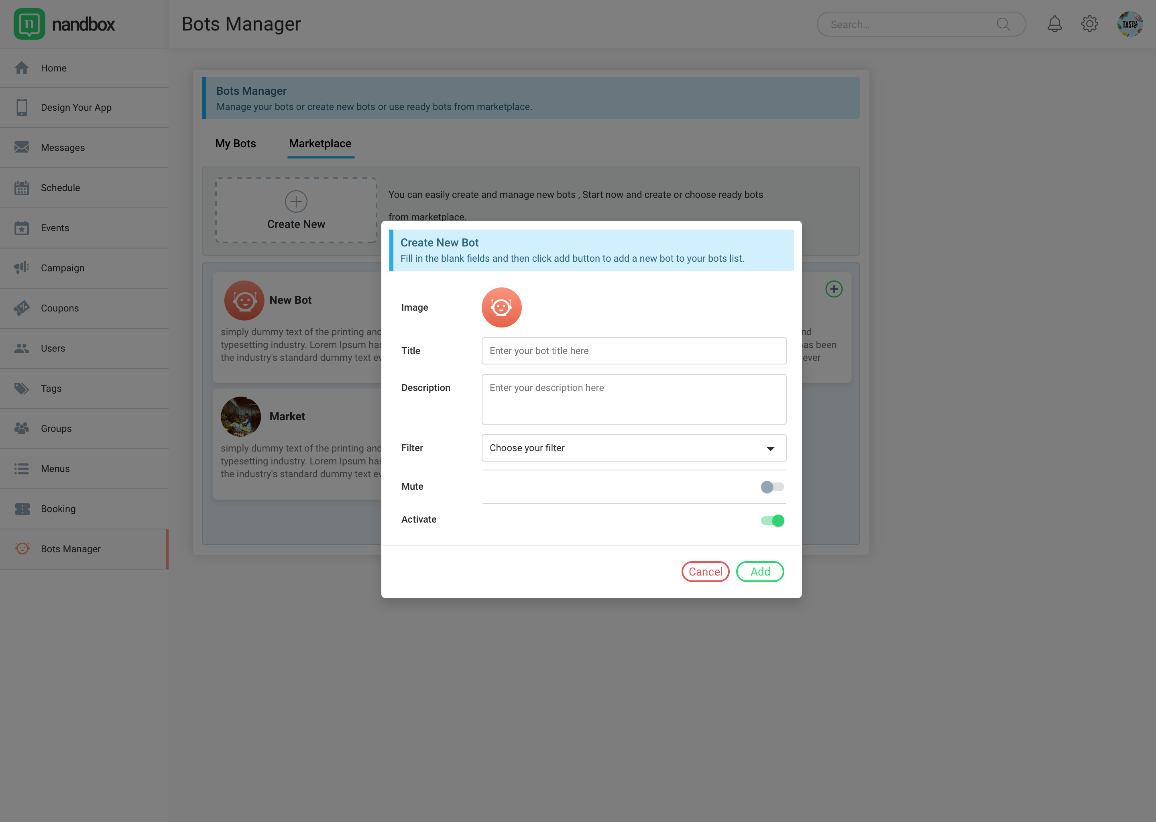 n nandbox
Bots Manager
Search...
TASTY
Home
Design Your App
Messages
Schedule
Events
Campaign
Coupons
Users
Tags
Groups
Menus
Booking
Bots Manager
Bots Manager
Manage your bots or create new bots or use ready bots from marketplace.
My Bots
Marketplace
Create New
You can easily create and manage new bots , Start now and create or choose ready bots
from marketplace.
New Bot
simply dummy text of the printing and
typesetting industry. Lorem Ipsum has
the industry's standard dummy text ev
nd
as been
ever
Market
simply dummy text of the printing and
typesetting industry. Lorem Ipsum has
the industry's standard dummy text ev
Create New Bot
Fill in the blank fields and then click add button to add a new bot to your bots list.
Image
Title
Enter your bot title here
Description
Enter your description here
Filter
Choose your filter
Mute
Activate
Cancel
Add